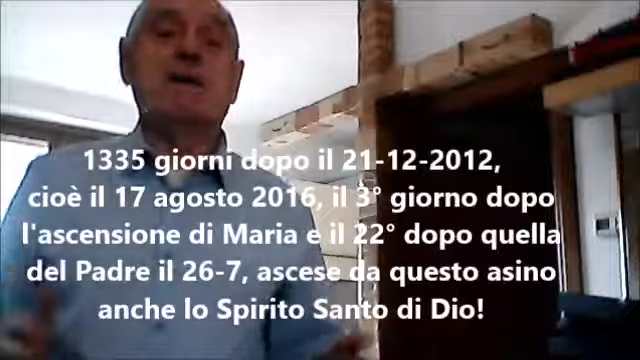 1335 giorni dopo il 21-12-2012,
cioè il 17 agosto 2016, il 3° giorno dopo
l'ascensione di Maria e il 22° dopo quella
del Padre il 26-7, ascese da questo asino
anche lo Spirito Santo di Dio!